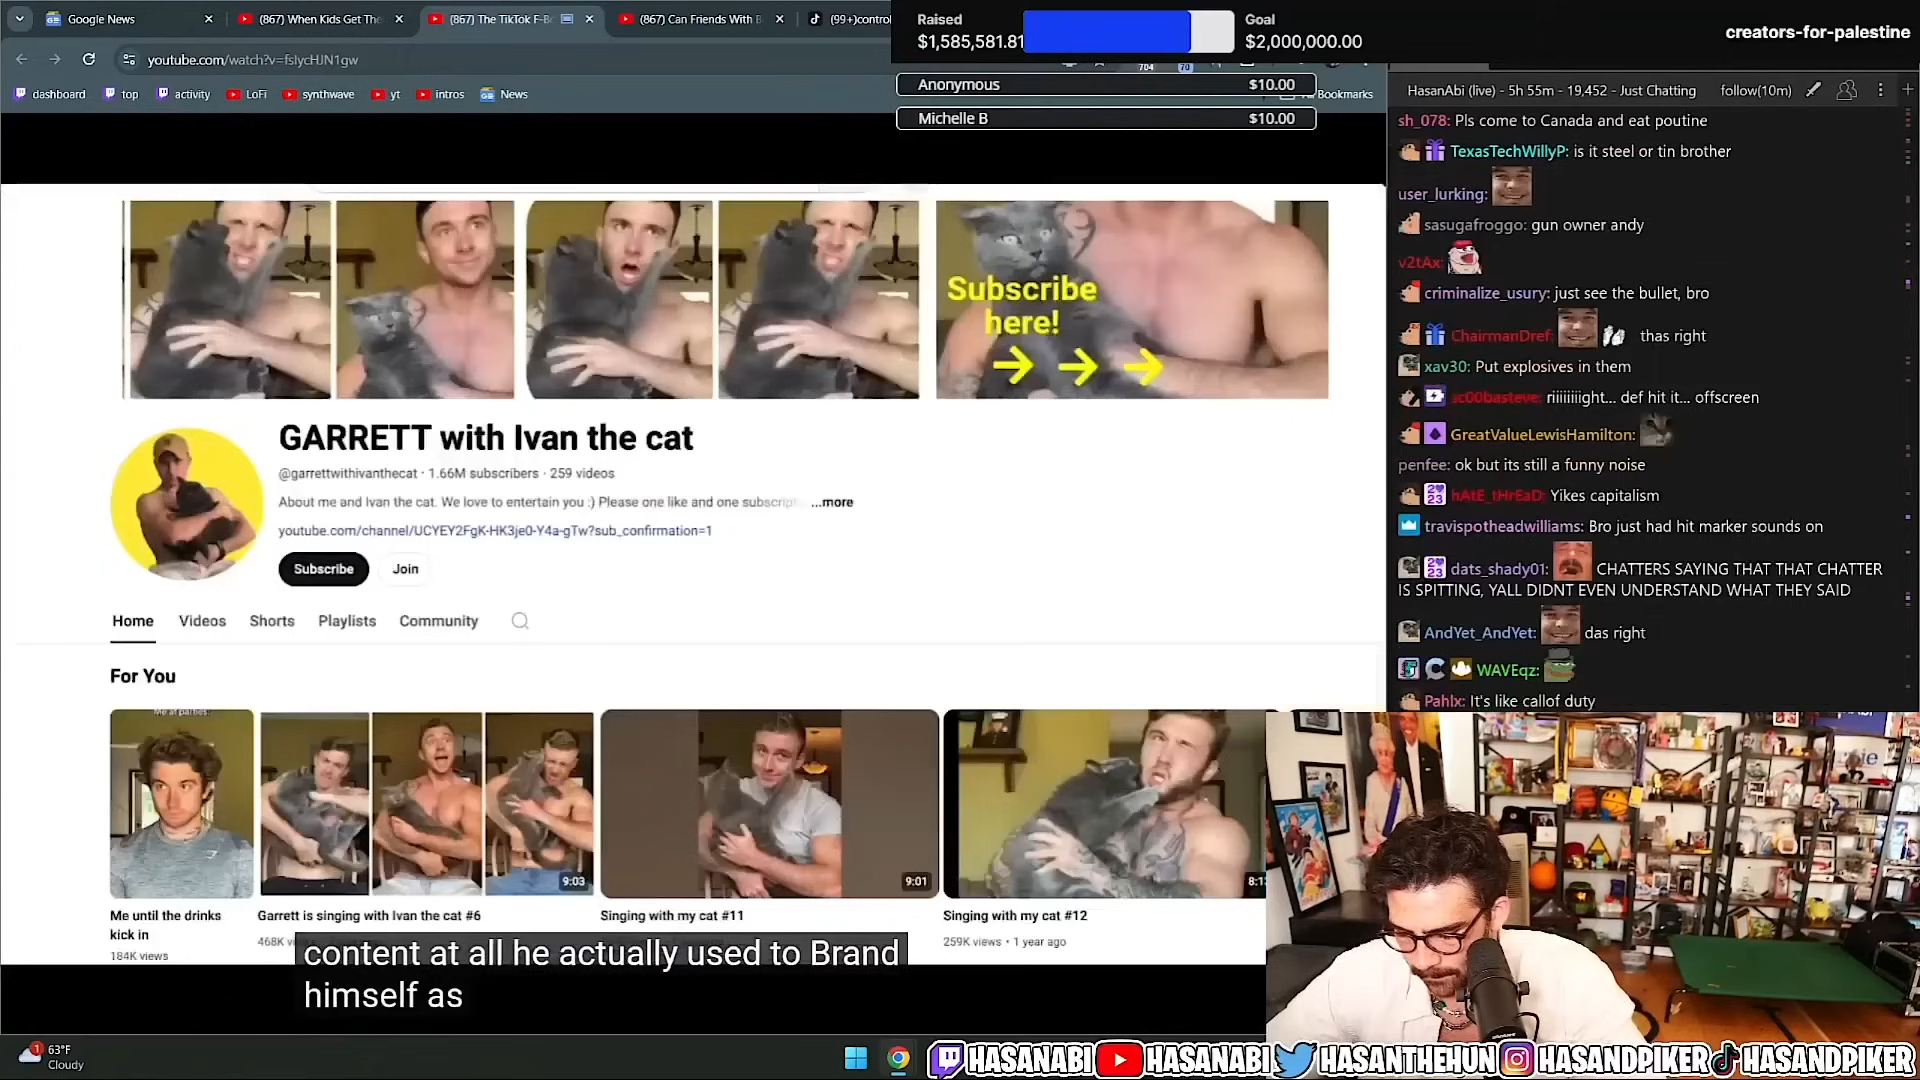 Google News
(867) When Kids Get The
(867) The TikTok F-B
(867) Can Friends With B
(99+)control
youtube.com/watch?v=fslycHJN1gw
dashboard
top
activity
LoFi
synthwave
yt
intros
News
Bookmarks
Raised
$1,585,581.81
Goal
$2,000,000.00
creators-for-palestine
704
70
Anonymous $10.00
Michelle B $10.00
Subscribe
here!
GARRETT with Ivan the cat
@garrettwithivanthecat · 1.66M subscribers · 259 videos
About me and Ivan the cat. We love to entertain you :) Please one like and one subscript ...more
youtube.com/channel/UCYEY2FgK-HK3je0-Y4a-gTw?sub_confirmation=1
Subscribe
Join
Home
Videos
Shorts
Playlists
Community
For You
Me at parties:
9:03
9:01
8:1
Me until the drinks
kick in
184K views
Garrett is singing with Ivan the cat #6
468K
Singing with my cat #11
Singing with my cat #12
259K views · 1 year ago
content at all he actually used to Brand
himself as
HasanAbi (live) - 5h 55m - 19,452 - Just Chatting
follow(10m)
sh_078: Pls come to Canada and eat poutine
TexasTechWillyP: is it steel or tin brother
user_lurking:
sasugafroggo: gun owner andy
v2tAx:
criminalize_usury: just see the bullet, bro
ChairmanDref: thas right
xav30: Put explosives in them
sc00basteve: riiiiiiight... def hit it... offscreen
GreatValueLewisHamilton:
penfee: ok but its still a funny noise
hAtE_tHrEaD: Yikes capitalism
travispotheadwilliams: Bro just had hit marker sounds on
dats_shady01: CHATTERS SAYING THAT THAT CHATTER
IS SPITTING, YALL DIDNT EVEN UNDERSTAND WHAT THEY SAID
AndYet_AndYet: das right
WAVEqz:
Pahlx: It's like callof duty
1
63°F
Cloudy
HASANABI
HASANABI
HASANTHEHUN
HASANDPIKER
HASANDPIKER